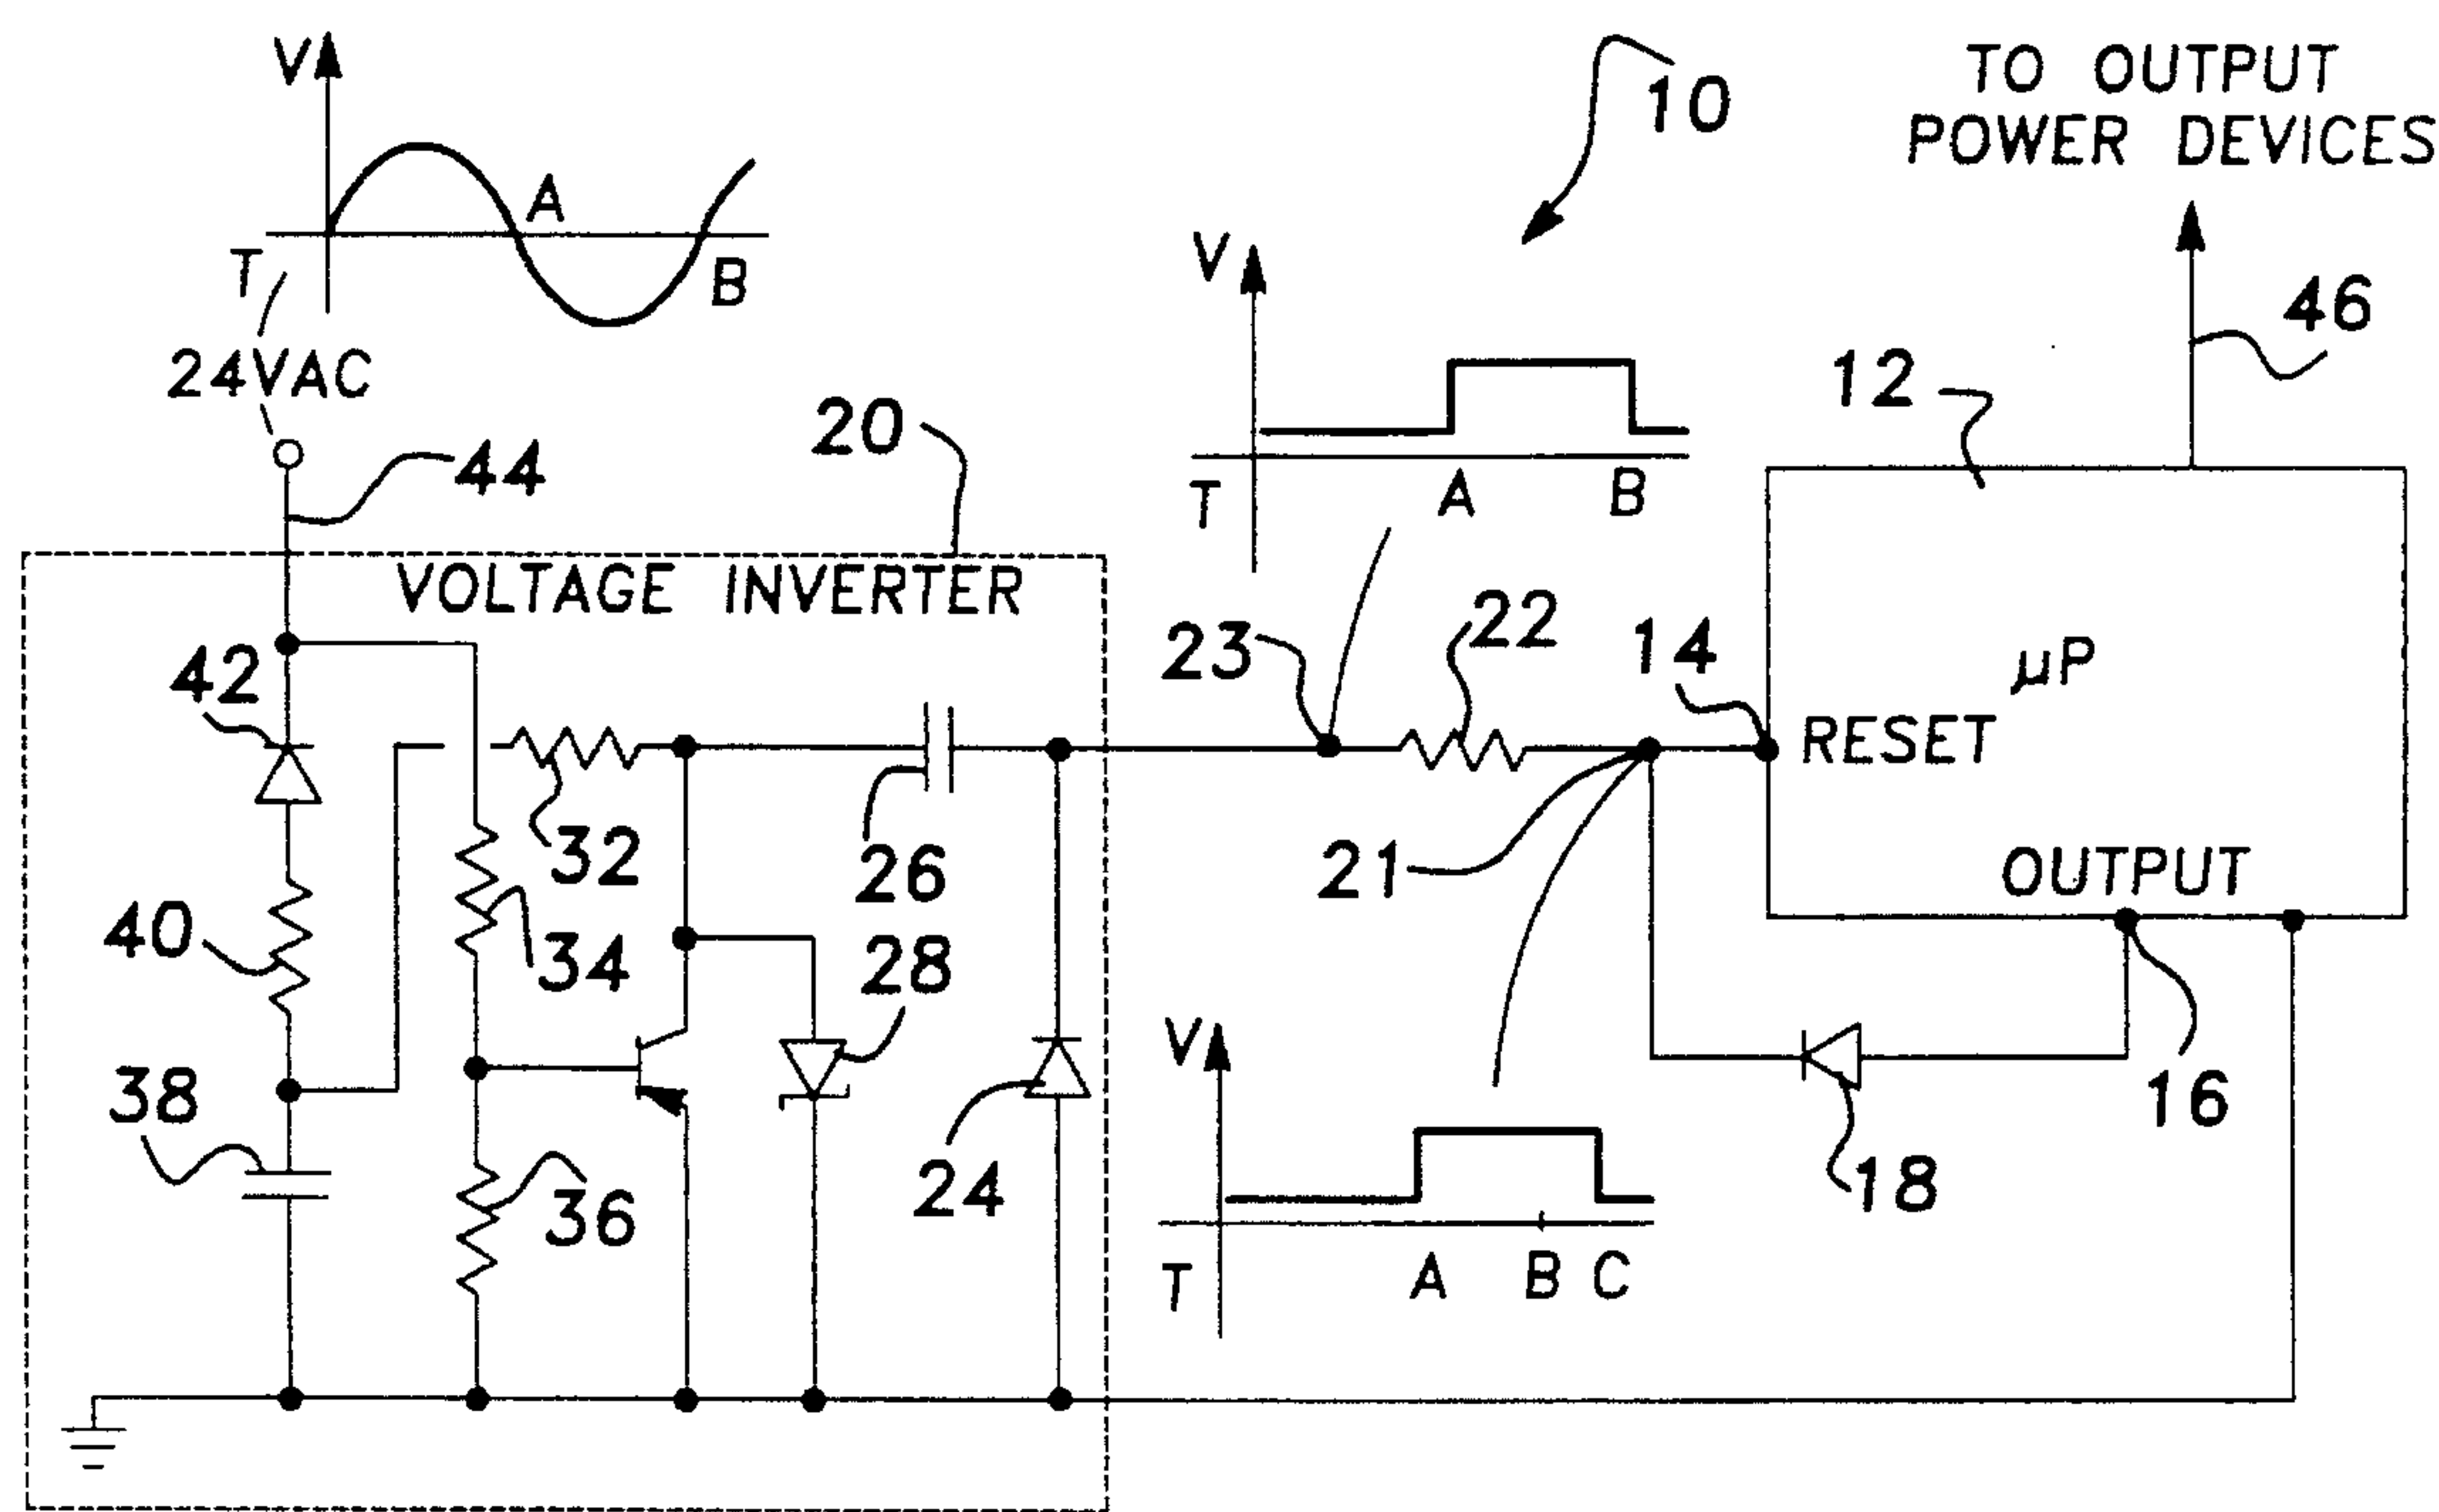 V
A
T
B
24VAC
44
20
VOLTAGE INVERTER
42
32
26
40
34
28
38
36
24
10
V
A
B
T
23
22
14
21
V
A
B C
T
TO OUTPUT
POWER DEVICES
46
12
µP
RESET
OUTPUT
16
18